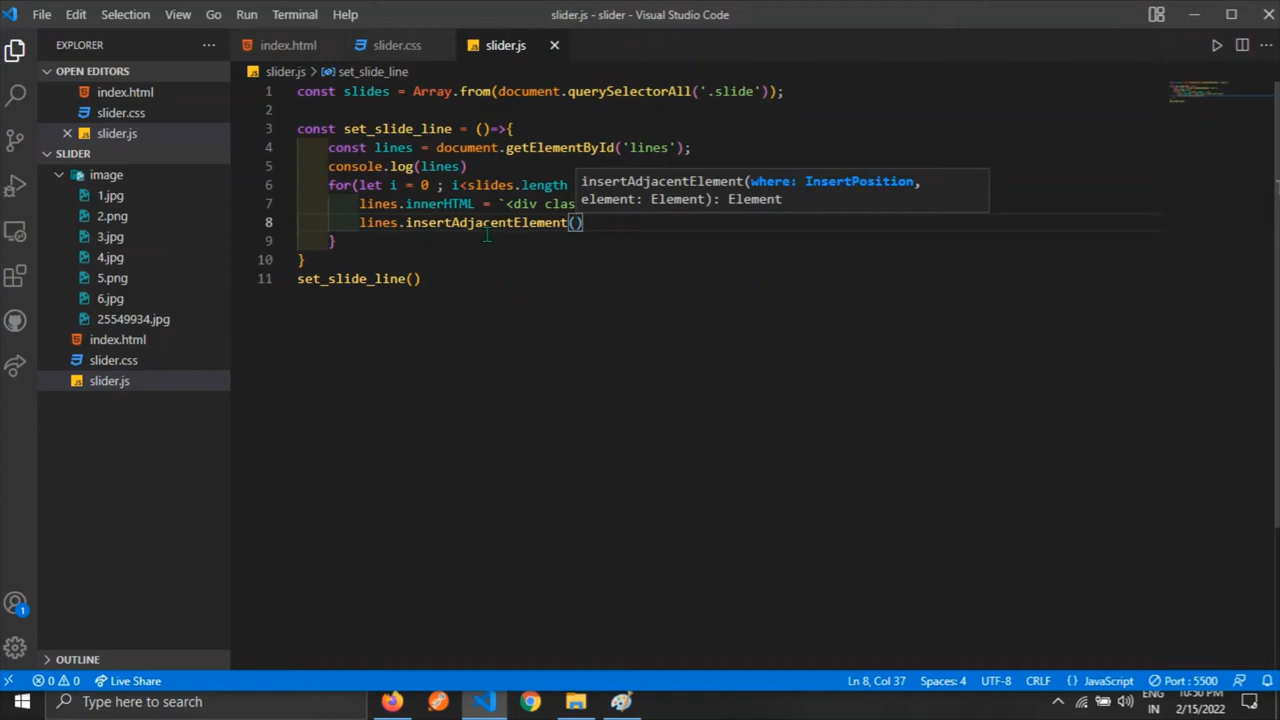 File Edit Selection View Go Run Terminal Help slider.js - slider - Visual Studio Code
EXPLORER index.html slider.css slider.js
OPEN EDITORS
index.html
slider.css
slider.js
SLIDER
image
1.jpg
2.png
3.jpg
4.jpg
5.png
6.jpg
25549934.jpg
index.html
slider.css
slider.js
OUTLINE
slider.js > set_slide_line
1 const slides = Array.from(document.querySelectorAll('.slide'));
2
3 const set_slide_line = ()=>{
4 const lines = document.getElementById('lines');
5 console.log(lines)
6 for(let i = 0 ; i<slides.length
7 lines.innerHTML = `<div clas
8 lines.insertAdjacentElement()
9 }
10 }
11 set_slide_line()
insertAdjacentElement(where: InsertPosition,
element: Element): Element
1
0 0 Live Share Ln 8, Col 37 Spaces: 4 UTF-8 CRLF {} JavaScript Port : 5500
Type here to search
ENG 10:30 PM
IN 2/15/2022